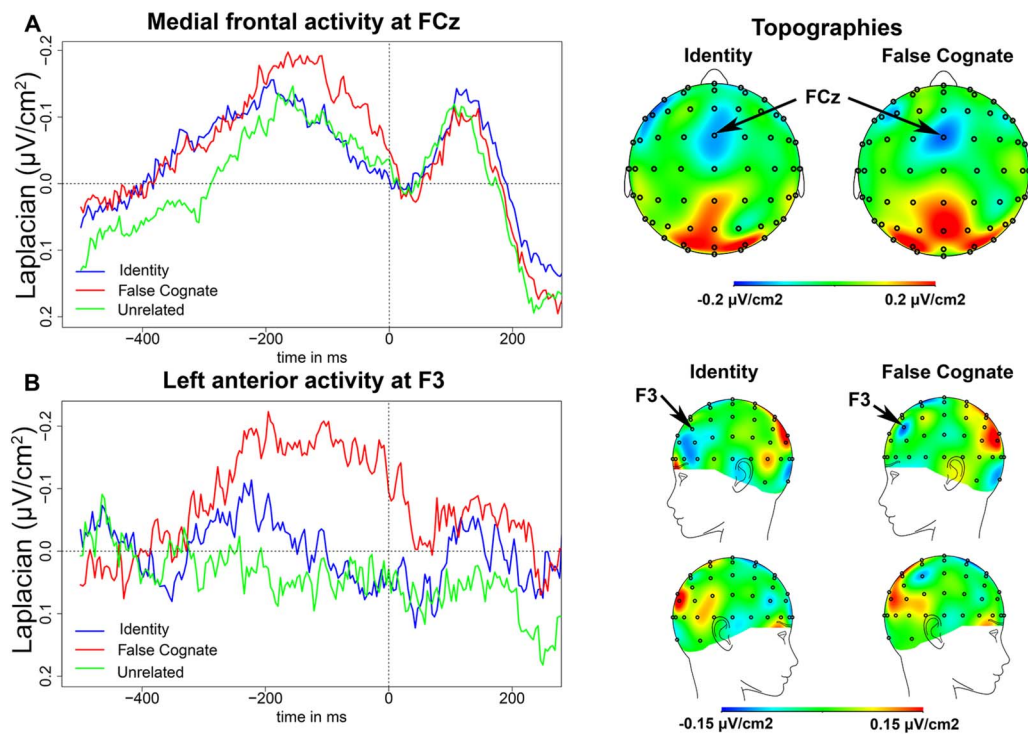 A
Medial frontal activity at FCz
Laplacian (µV/cm²)
-0.2
-0.1
0.0
0.1
0.2
Identity
False Cognate
Unrelated
−400
−200
0
200
time in ms
Topographies
Identity
False Cognate
FCz
-0.2 µV/cm2
0.2 µV/cm2
B
Left anterior activity at F3
Laplacian (µV/cm²)
-0.2
-0.1
0.0
0.1
0.2
Identity
False Cognate
Unrelated
−400
−200
0
200
time in ms
Identity
False Cognate
F3
F3
-0.15 µV/cm2
0.15 µV/cm2